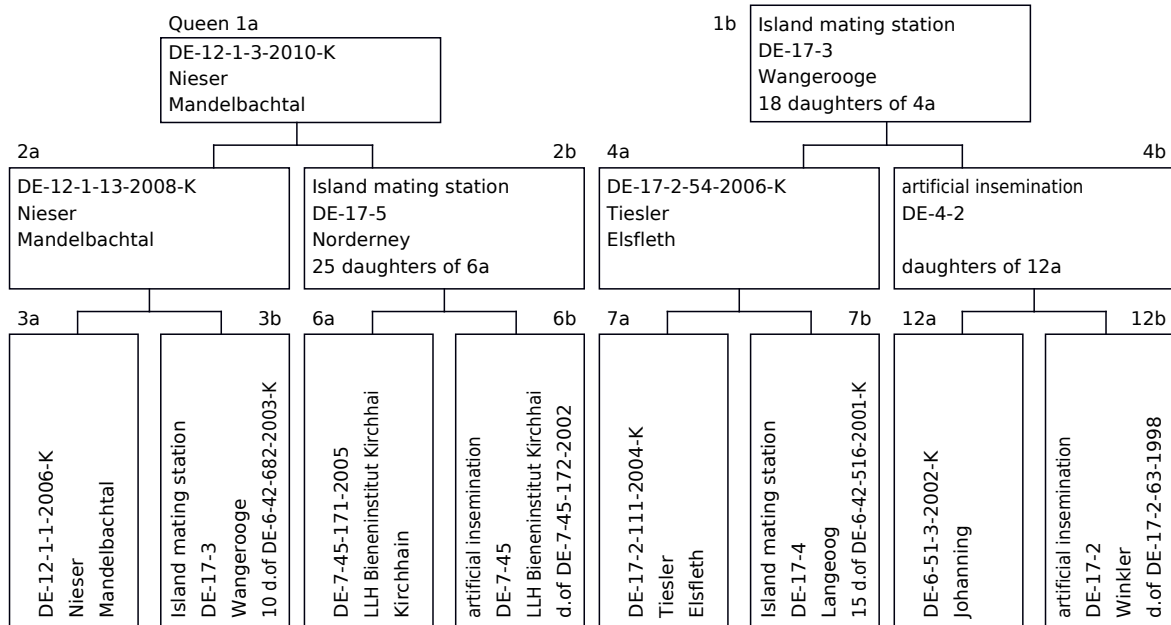 Queen 1a
DE-12-1-3-2010-K
Nieser
Mandelbachtal
1b
Island mating station
DE-17-3
Wangerooge
18 daughters of 4a
2a
DE-12-1-13-2008-K
Nieser
Mandelbachtal
2b
Island mating station
DE-17-5
Norderney
25 daughters of 6a
4a
DE-17-2-54-2006-K
Tiesler
Elsfleth
4b
artificial insemination
DE-4-2
daughters of 12a
3a
DE-12-1-1-2006-K
Nieser
Mandelbachtal
3b
Island mating station
DE-17-3
Wangerooge
10 d.of DE-6-42-682-2003-K
6a
DE-7-45-171-2005
LLH Bieneninstitut Kirchhai
Kirchhain
6b
artificial insemination
DE-7-45
LLH Bieneninstitut Kirchhai
d.of DE-7-45-172-2002
7a
DE-17-2-111-2004-K
Tiesler
Elsfleth
7b
Island mating station
DE-17-4
Langeoog
15 d.of DE-6-42-516-2001-K
12a
DE-6-51-3-2002-K
Johanning
12b
artificial insemination
DE-17-2
Winkler
d.of DE-17-2-63-1998